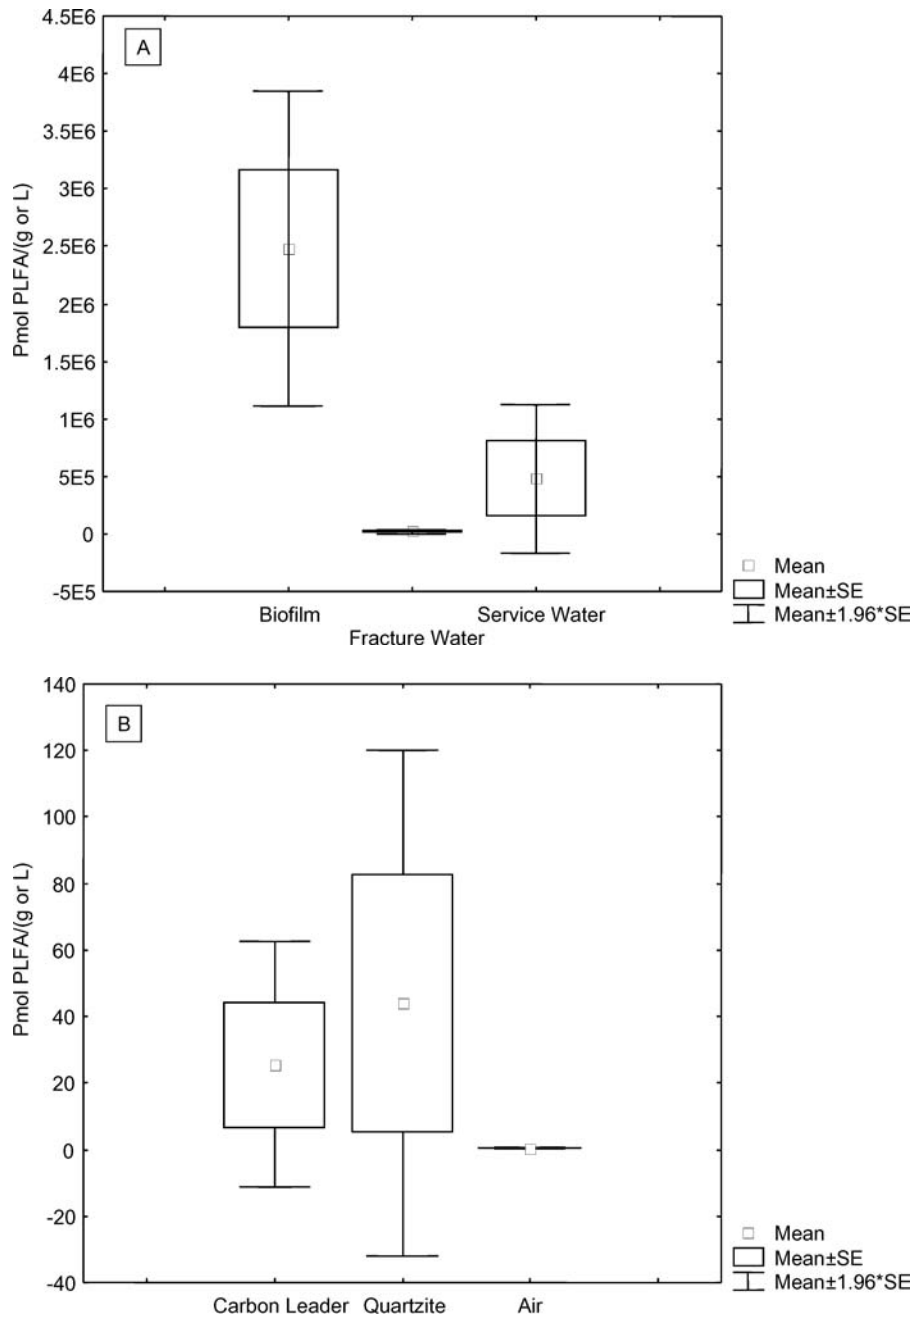 A
4.5E6
4E6
3.5E6
3E6
2.5E6
2E6
1.5E6
1E6
5E5
0
-5E5
Pmol PLFA/(g or L)
Biofilm
Fracture Water
Service Water
Mean
Mean±SE
Mean±1.96*SE
B
140
120
100
80
60
40
20
0
-20
-40
Pmol PLFA/(g or L)
Carbon Leader
Quartzite
Air
Mean
Mean±SE
Mean±1.96*SE